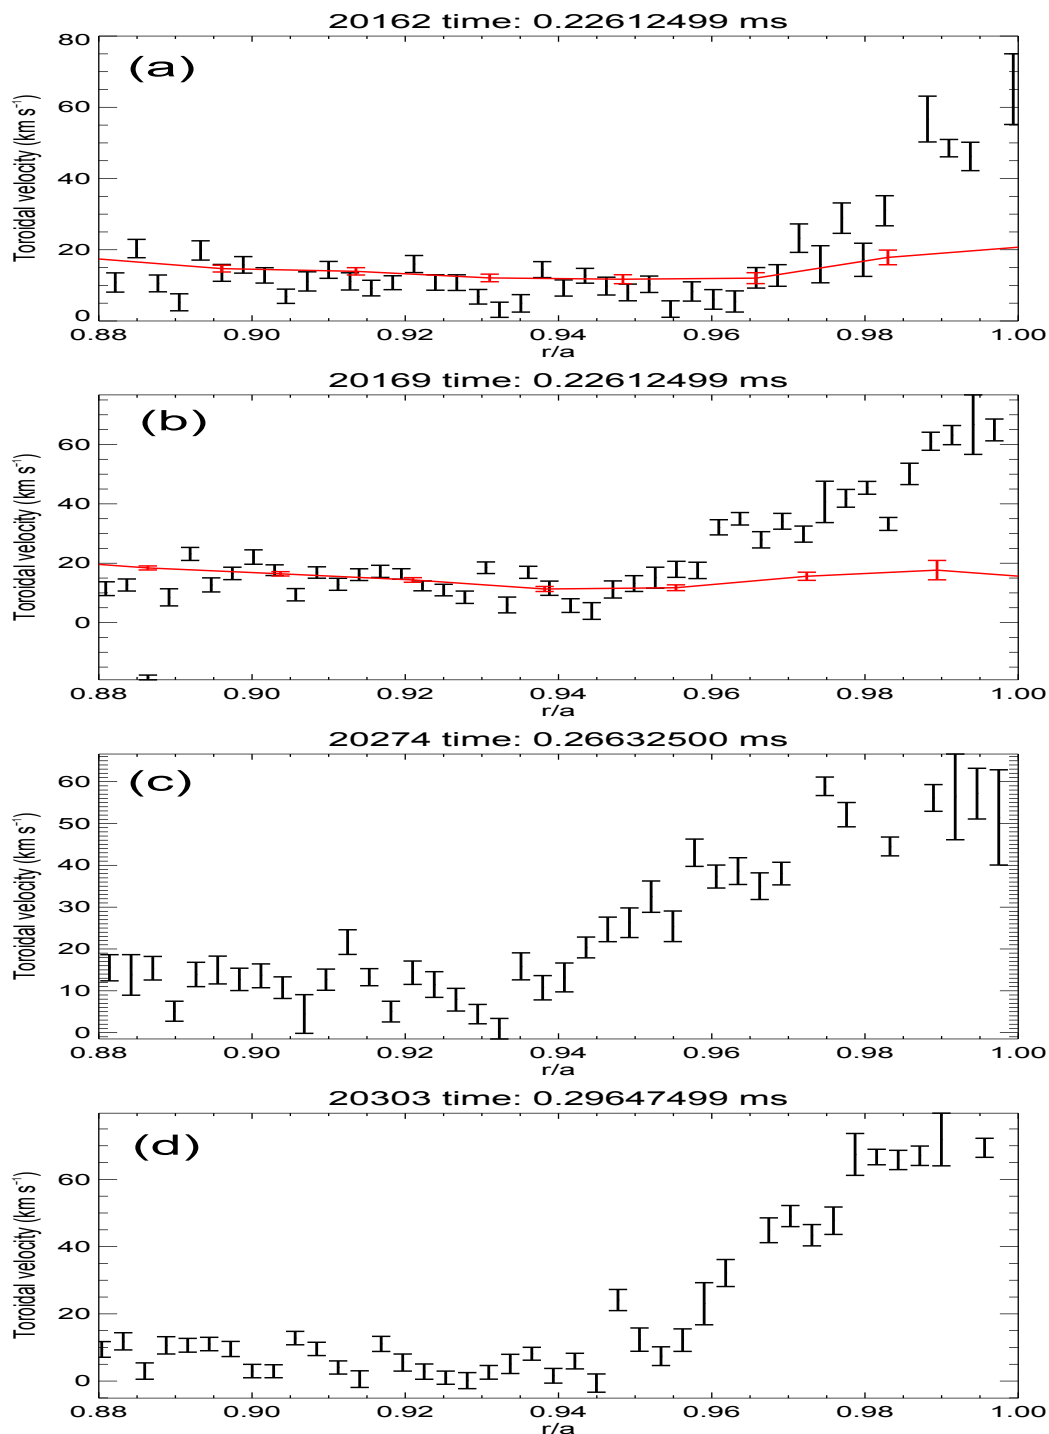 20162 time: 0.22612499 ms
(a)
Toroidal velocity (km s⁻¹)
80
60
40
20
0
0.88 0.90 0.92 0.94 0.96 0.98 1.00
r/a
20169 time: 0.22612499 ms
(b)
Toroidal velocity (km s⁻¹)
60
40
20
0
0.88 0.90 0.92 0.94 0.96 0.98 1.00
r/a
20274 time: 0.26632500 ms
(c)
Toroidal velocity (km s⁻¹)
60
50
40
30
20
10
0
0.88 0.90 0.92 0.94 0.96 0.98 1.00
r/a
20303 time: 0.29647499 ms
(d)
Toroidal velocity (km s⁻¹)
60
40
20
0
0.88 0.90 0.92 0.94 0.96 0.98 1.00
r/a